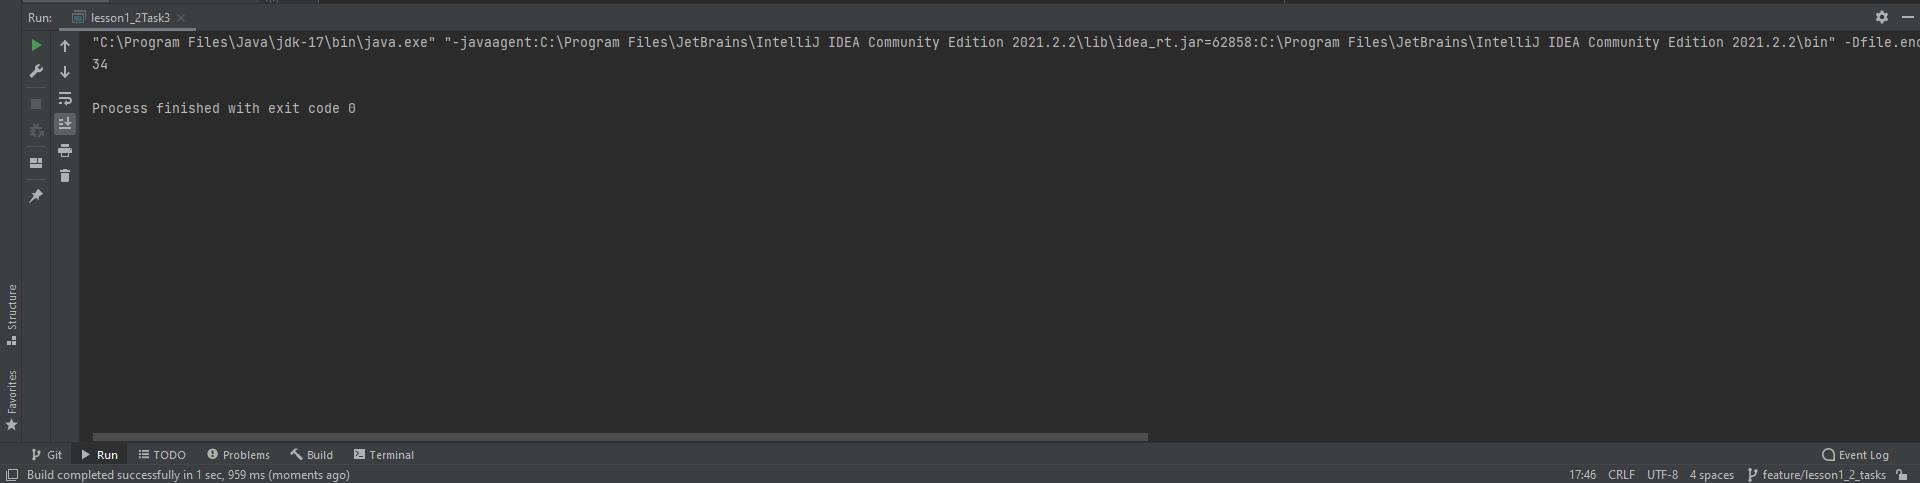 Run: lesson1_2Task3
"C:\Program Files\Java\jdk-17\bin\java.exe" "-javaagent:C:\Program Files\JetBrains\IntelliJ IDEA Community Edition 2021.2.2\lib\idea_rt.jar=62858:C:\Program Files\JetBrains\IntelliJ IDEA Community Edition 2021.2.2\bin" -Dfile.enc
34
Process finished with exit code 0
Structure
Favorites
Git Run TODO Problems Build Terminal Event Log
Build completed successfully in 1 sec, 959 ms (moments ago) 17:46 CRLF UTF-8 4 spaces feature/lesson1_2_tasks